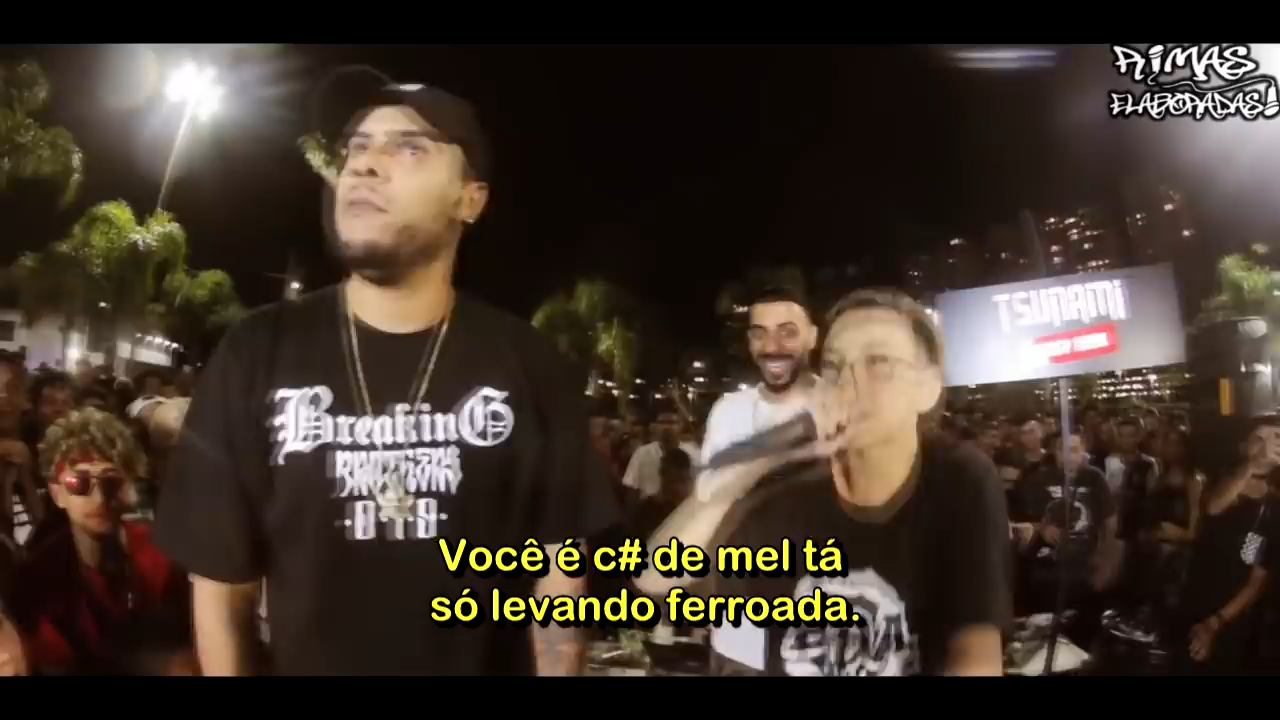 RIMAS
ELABORADAS!
TSUNAMI
BreakinG
Você é c# de mel tá
só levando ferroada.